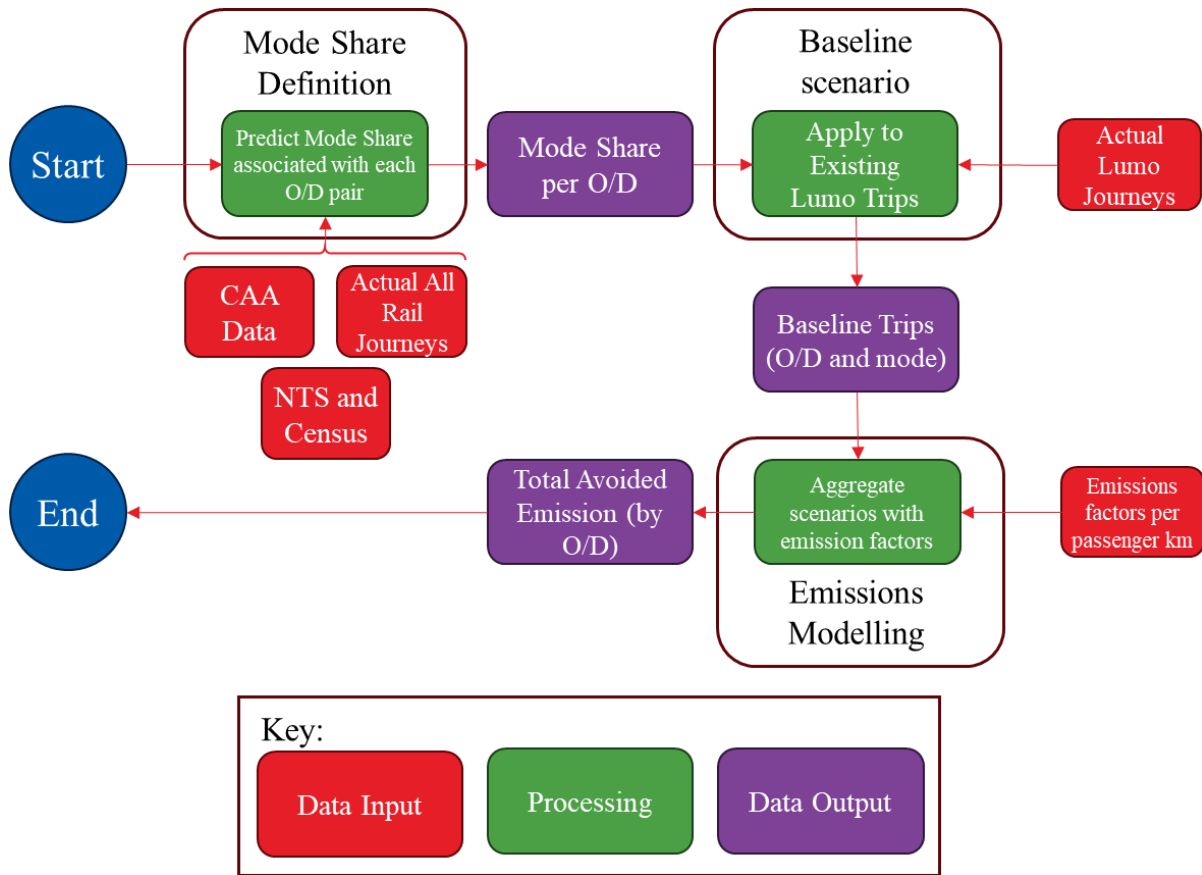 Mode Share
Definition
Baseline
scenario
Start
Predict Mode Share
associated with each
O/D pair
Mode Share
per O/D
Apply to
Existing
Lumo Trips
Actual
Lumo
Journeys
CAA
Data
Actual All
Rail
Journeys
NTS and
Census
Baseline Trips
(O/D and mode)
End
Total Avoided
Emission (by
O/D)
Aggregate
scenarios with
emission factors
Emissions
factors per
passenger km
Emissions
Modelling
Key:
Data Input
Processing
Data Output